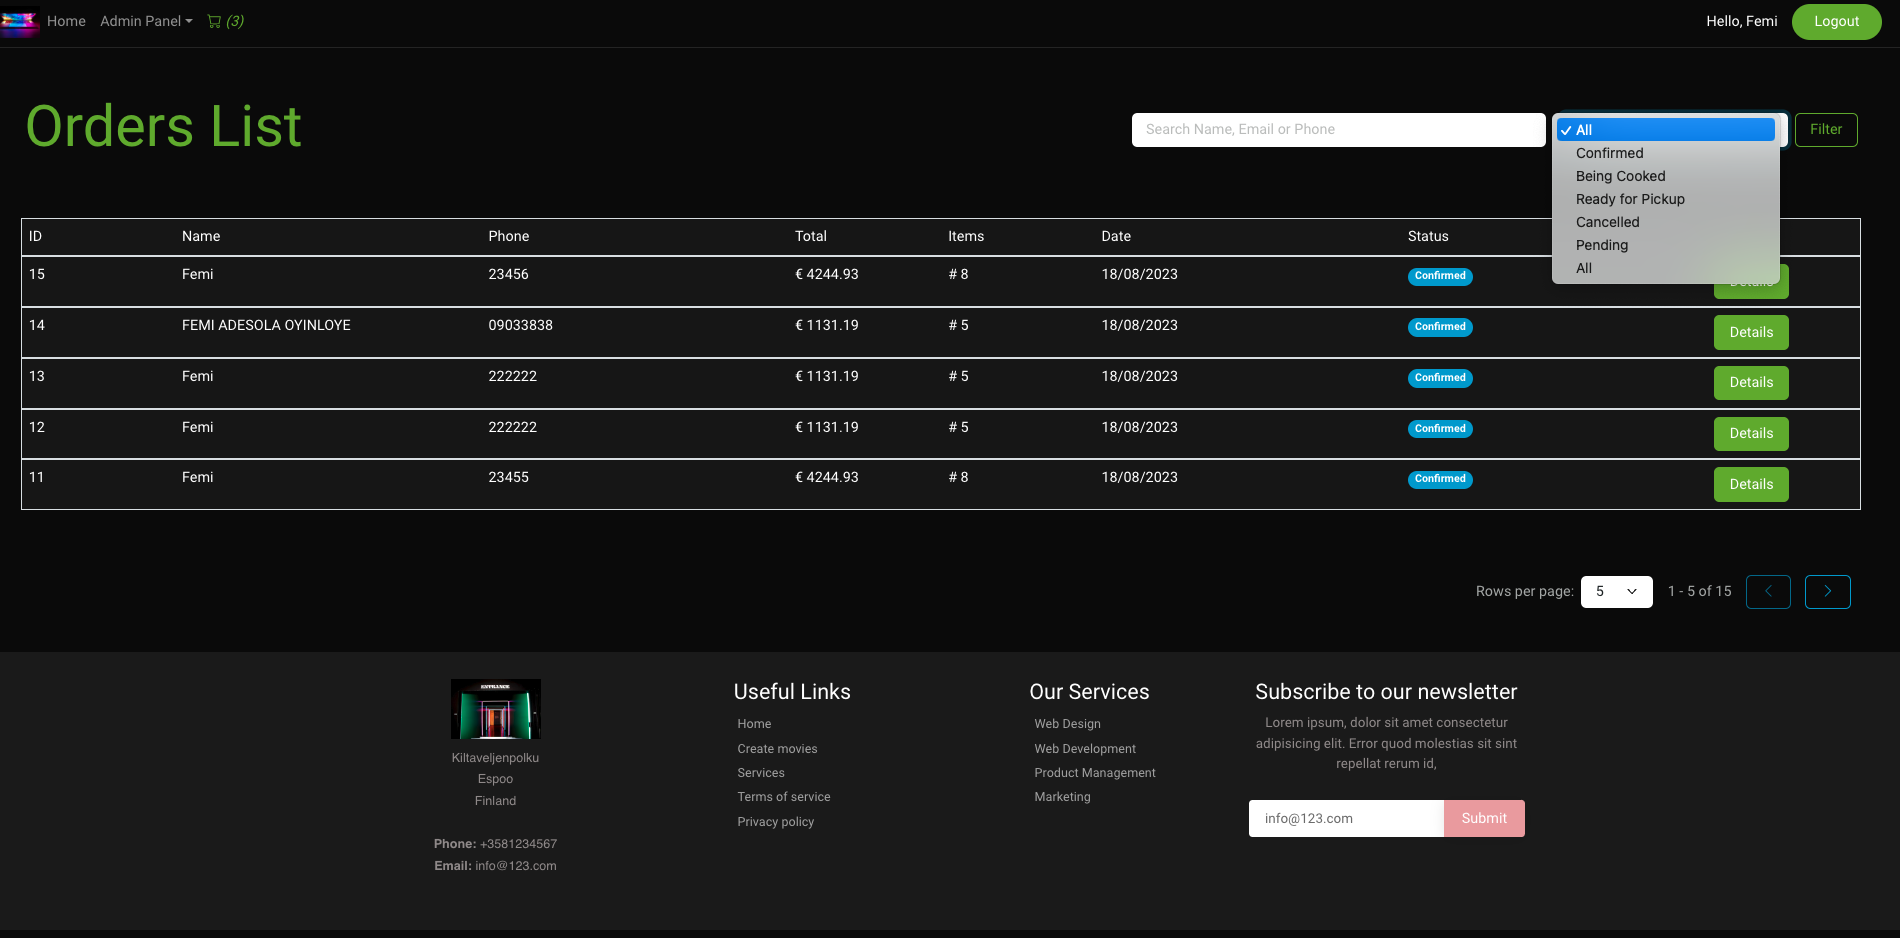 Home Admin Panel (3) Hello, Femi Logout
Orders List
Search Name, Email or Phone
All
Confirmed
Being Cooked
Ready for Pickup
Cancelled
Pending
All
Filter
ID Name Phone Total Items Date Status
15 Femi 23456 € 4244.93 # 8 18/08/2023 Confirmed Details
14 FEMI ADESOLA OYINLOYE 09033838 € 1131.19 # 5 18/08/2023 Confirmed Details
13 Femi 222222 € 1131.19 # 5 18/08/2023 Confirmed Details
12 Femi 222222 € 1131.19 # 5 18/08/2023 Confirmed Details
11 Femi 23455 € 4244.93 # 8 18/08/2023 Confirmed Details
Rows per page: 5 1 - 5 of 15
ENTRANCE
Kiltaveljenpolku
Espoo
Finland
Phone: +3581234567
Email: info@123.com
Useful Links
Home
Create movies
Services
Terms of service
Privacy policy
Our Services
Web Design
Web Development
Product Management
Marketing
Subscribe to our newsletter
Lorem ipsum, dolor sit amet consectetur
adipisicing elit. Error quod molestias sit sint
repellat rerum id,
info@123.com Submit